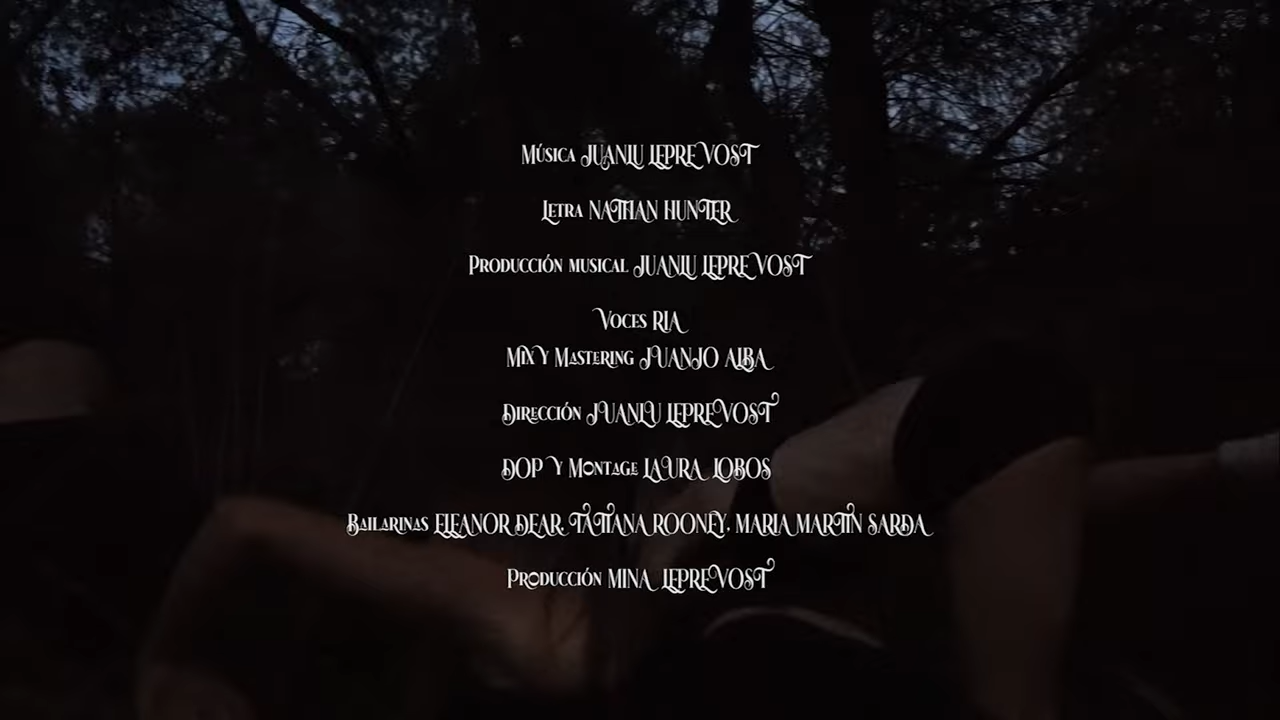 Música JUANLU LEPREVOST
Letra NATHAN HUNTER
Producción musical JUANLU LEPREVOST
Voces RIA
Mix Y Mastering JUANJO ALBA
Dirección JUANLU LEPREVOST
DOP Y Montage LAURA LOBOS
Bailarinas ELEANOR DEAR, TATIANA ROONEY, MARIA MARTIN SARDA
Producción MINA LEPREVOST